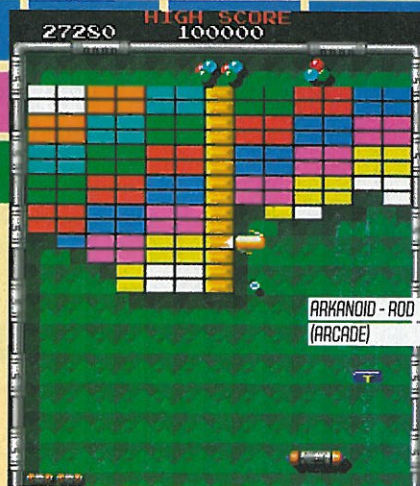 HIGH SCORE
27280 100000
ARKANOID - ROD
(ARCADE)
T